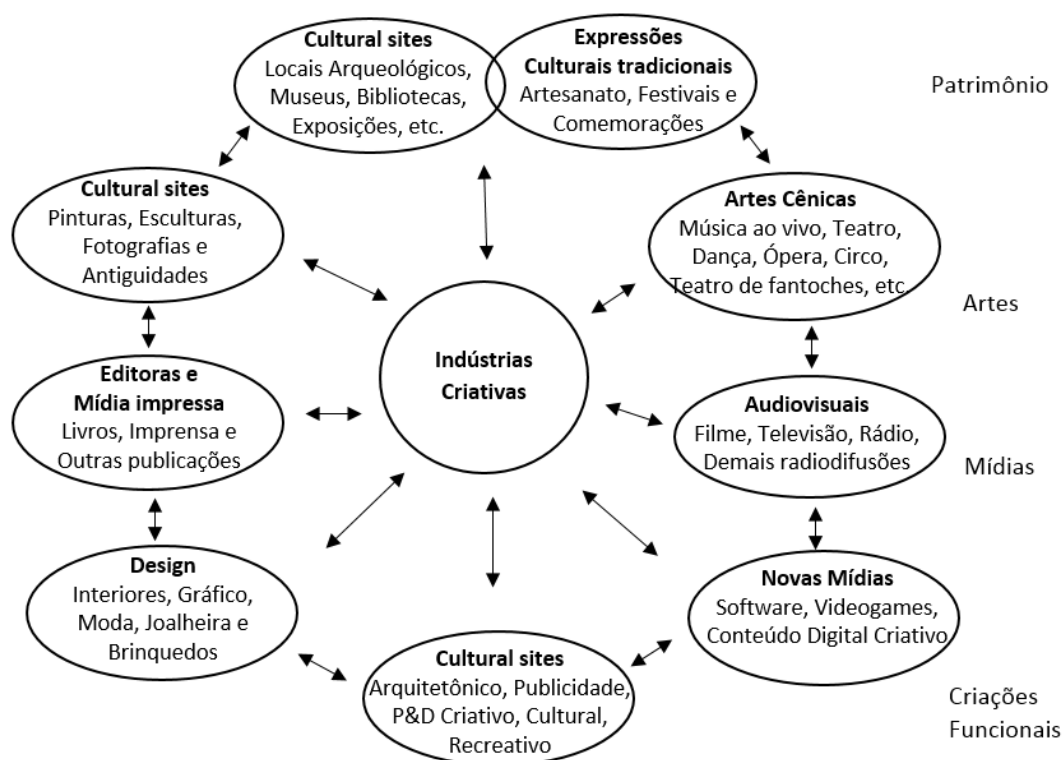 Cultural sites
Locais Arqueológicos,
Museus, Bibliotecas,
Exposições, etc.
Expressões
Culturais tradicionais
Artesanato, Festivais e
Comemorações
Patrimônio
Cultural sites
Pinturas, Esculturas,
Fotografias e
Antiguidades
Artes Cênicas
Música ao vivo, Teatro,
Dança, Ópera, Circo,
Teatro de fantoches, etc
Artes
Indústrias
Criativas
Editoras e
Mídia impressa
Livros, Imprensa e
Outras publicações
Audiovisuais
Filme, Televisão, Rádio,
Demais radiodifusões
Mídias
Design
Interiores, Gráfico,
Moda, Joalheira e
Brinquedos
Novas Mídias
Software, Videogames,
Conteúdo Digital Criativo
Cultural sites
Arquitetônico, Publicidade,
P&D Criativo, Cultural,
Recreativo
Criações
Funcionais